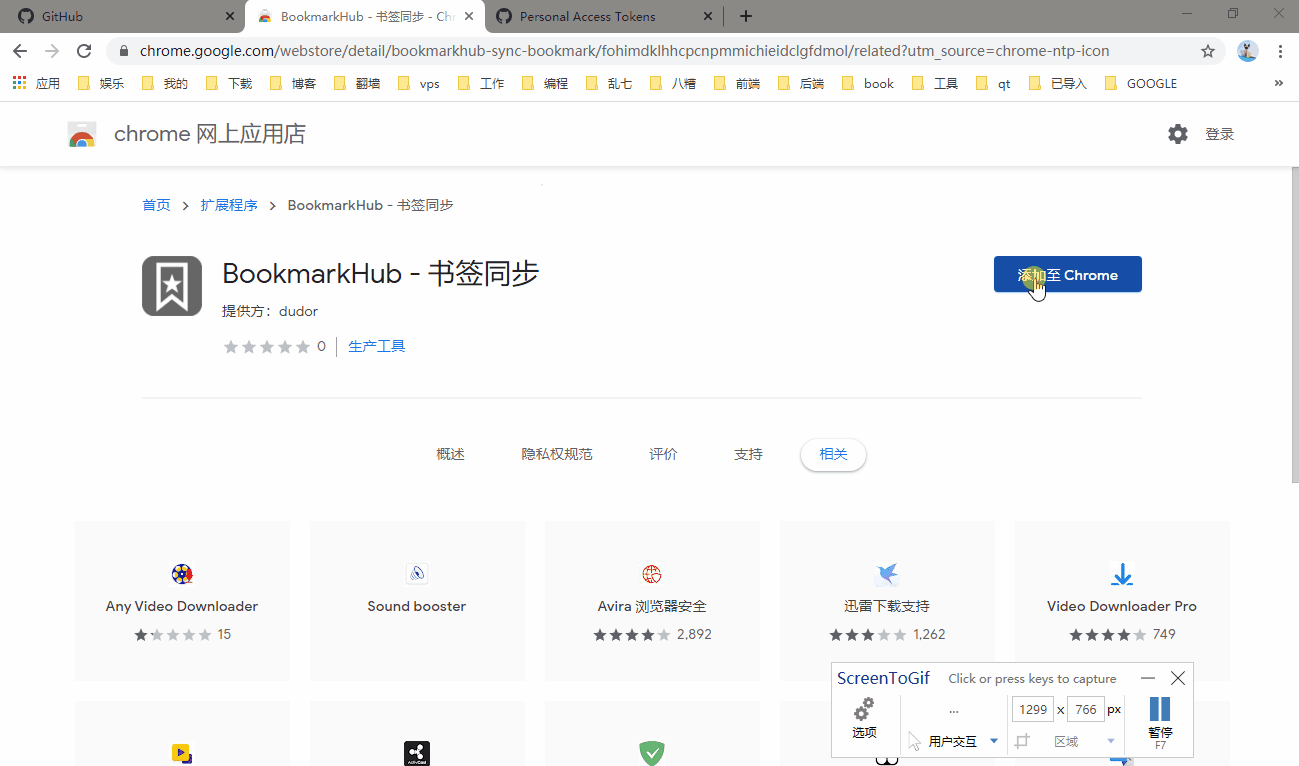 GitHub
BookmarkHub - 书签同步 - Chr
Personal Access Tokens
chrome.google.com/webstore/detail/bookmarkhub-sync-bookmark/fohimdklhhcpcnpmmichieidclgfdmol/related?utm_source=chrome-ntp-icon
应用 娱乐 我的 下载 博客 翻墙 vps 工作 编程 乱七 八糟 前端 后端 book 工具 qt 已导入 GOOGLE »
chrome 网上应用店
登录
首页 > 扩展程序 > BookmarkHub - 书签同步
BookmarkHub - 书签同步
添加至 Chrome
提供方：dudor
0 生产工具
概述 隐私权规范 评价 支持 相关
Any Video Downloader
15
Sound booster
Avira 浏览器安全
2,892
迅雷下载支持
1,262
Video Downloader Pro
749
ScreenToGif Click or press keys to capture
选项
...
用户交互
1299 x 766 px
区域
暂停
F7